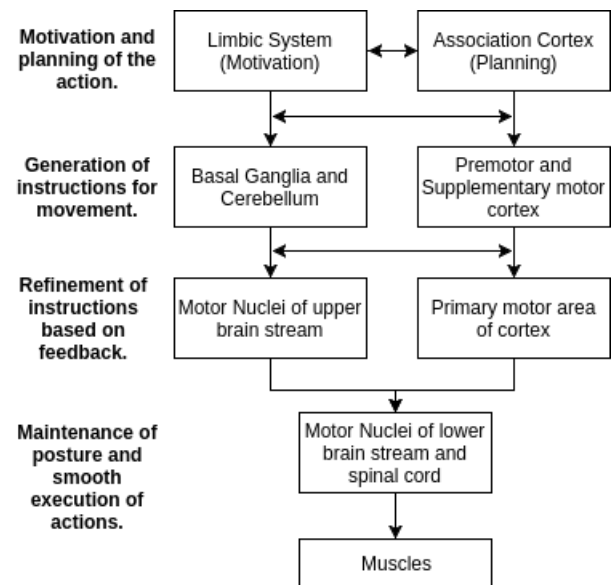 Motivation and
planning of the
action.
Limbic System
(Motivation)
Association Cortex
(Planning)
Generation of
instructions for
movement.
Basal Ganglia and
Cerebellum
Premotor and
Supplementary motor
cortex
Refinement of
instructions
based on
feedback.
Motor Nuclei of upper
brain stream
Primary motor area
of cortex
Maintenance of
posture and
smooth
execution of
actions.
Motor Nuclei of lower
brain stream and
spinal cord
Muscles